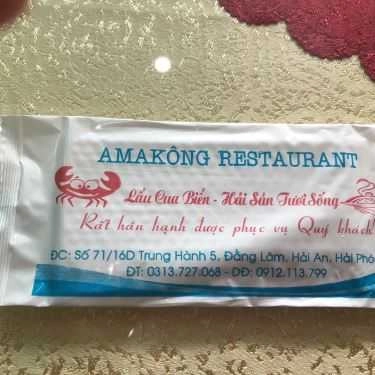 AMAKÔNG RESTAURANT
Lẩu Cua Biển - Hải Sản Tươi Sống
Rất hân hạnh được phục vụ Quý khách
ĐC: Số 71/16D Trung Hành 5, Đằng Lâm, Hải An, Hải Phò
ĐT: 0313.727.068 - DĐ: 0912.113.799